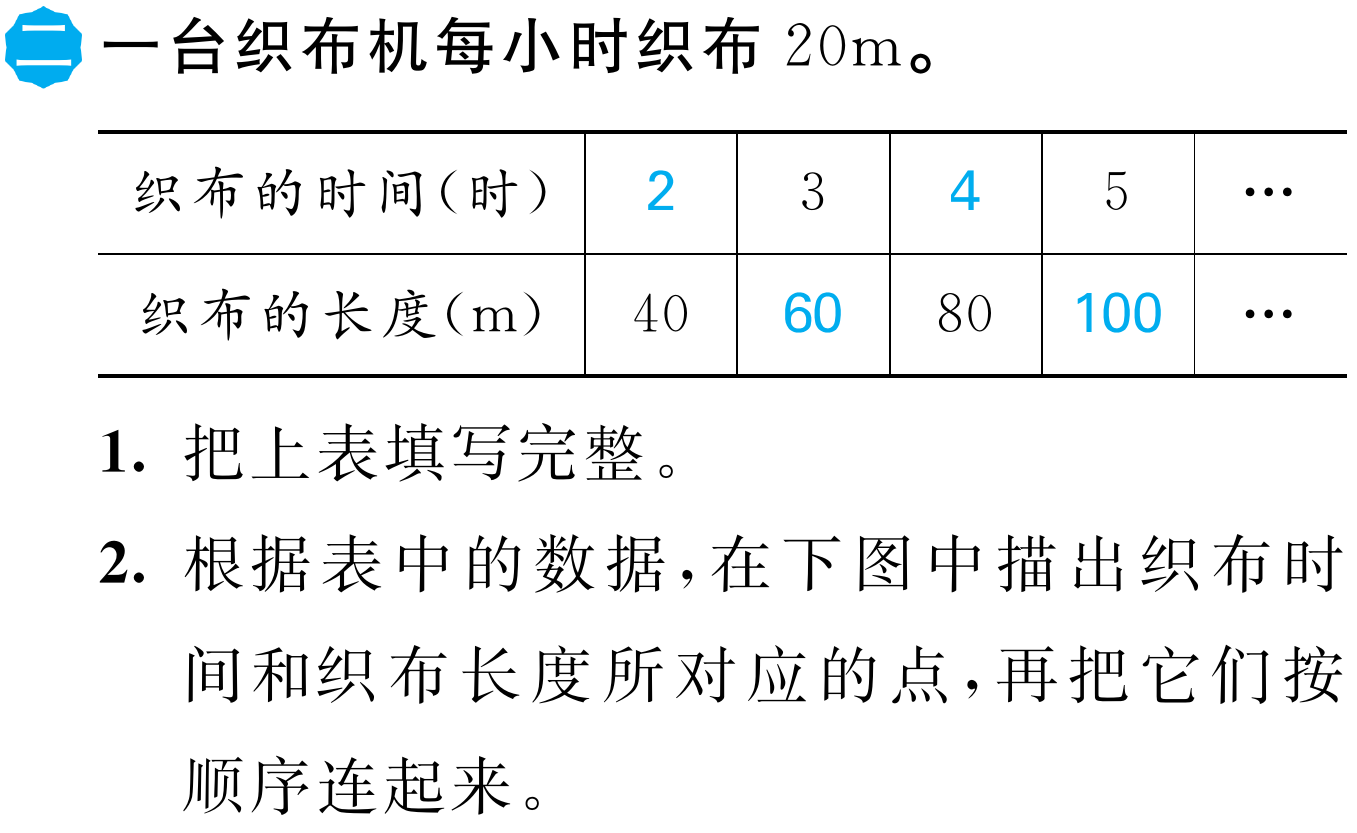 二 一台织布机每小时织布 20m。
织布的时间(时) 2 3 4 5 …
织布的长度(m) 40 60 80 100 …
1. 把上表填写完整。
2. 根据表中的数据,在下图中描出织布时
间和织布长度所对应的点,再把它们按
顺序连起来。